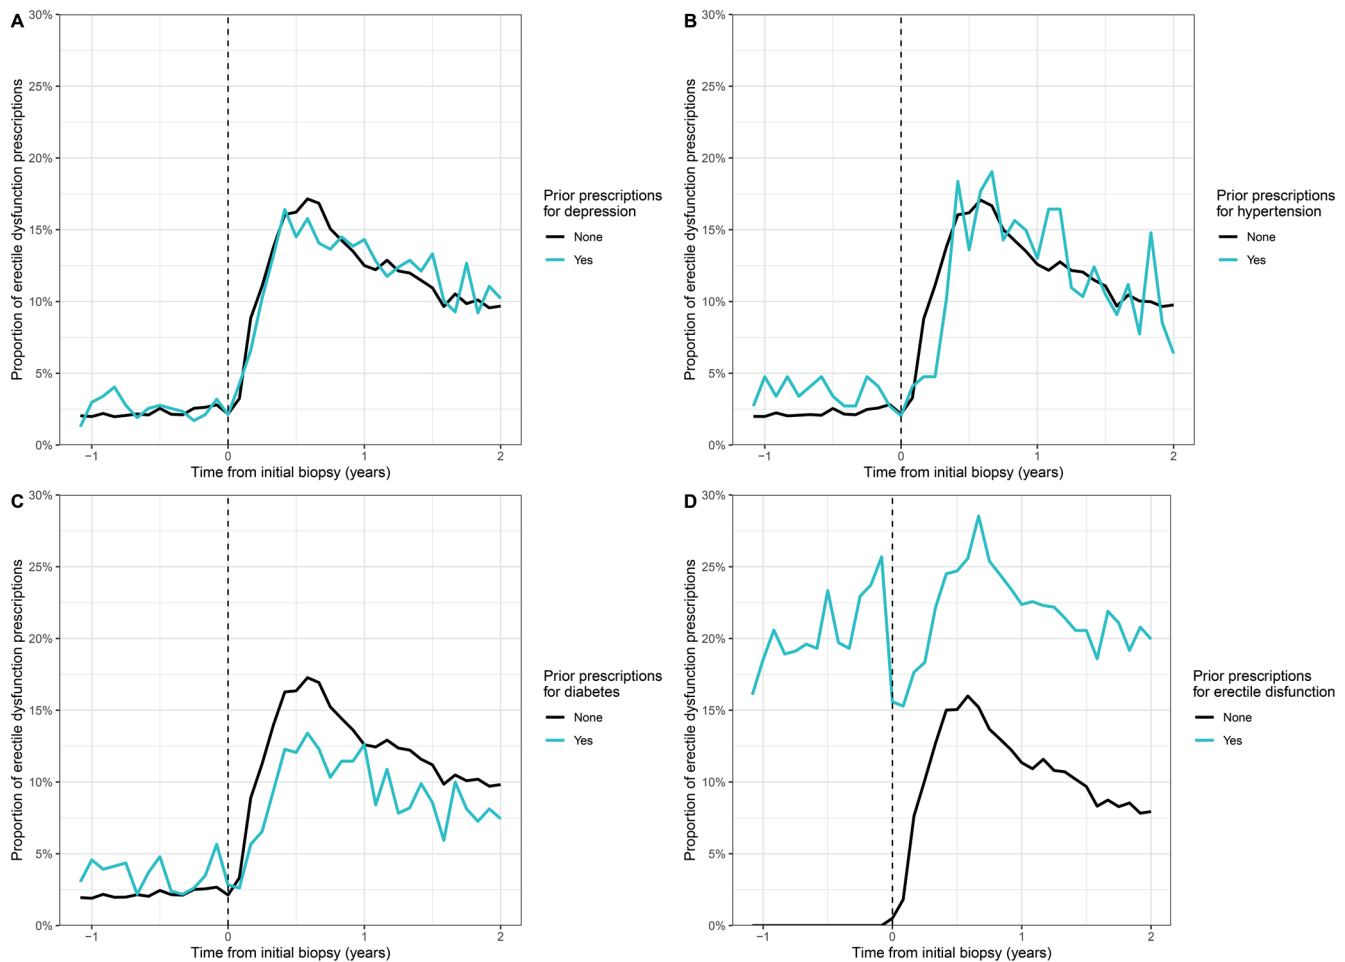 A
30%
25%
20%
15%
10%
5%
0%
Proportion of erectile dysfunction prescriptions
−1
0
1
2
Time from initial biopsy (years)
Prior prescriptions
for depression
None
Yes
B
30%
25%
20%
15%
10%
5%
0%
Proportion of erectile dysfunction prescriptions
−1
0
1
2
Time from initial biopsy (years)
Prior prescriptions
for hypertension
None
Yes
C
30%
25%
20%
15%
10%
5%
0%
Proportion of erectile dysfunction prescriptions
−1
0
1
2
Time from initial biopsy (years)
Prior prescriptions
for diabetes
None
Yes
D
30%
25%
20%
15%
10%
5%
0%
Proportion of erectile dysfunction prescriptions
−1
0
1
2
Time from initial biopsy (years)
Prior prescriptions
for erectile disfunction
None
Yes